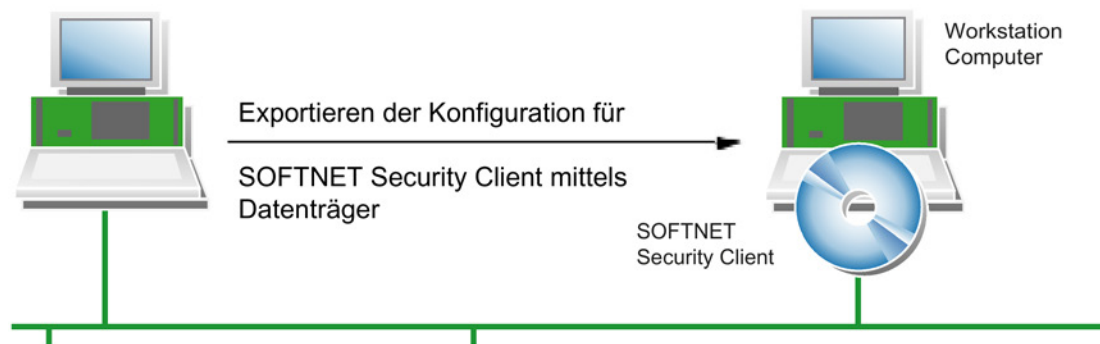 Workstation
Computer
Exportieren der Konfiguration für
SOFTNET Security Client mittels
Datenträger
SOFTNET
Security Client